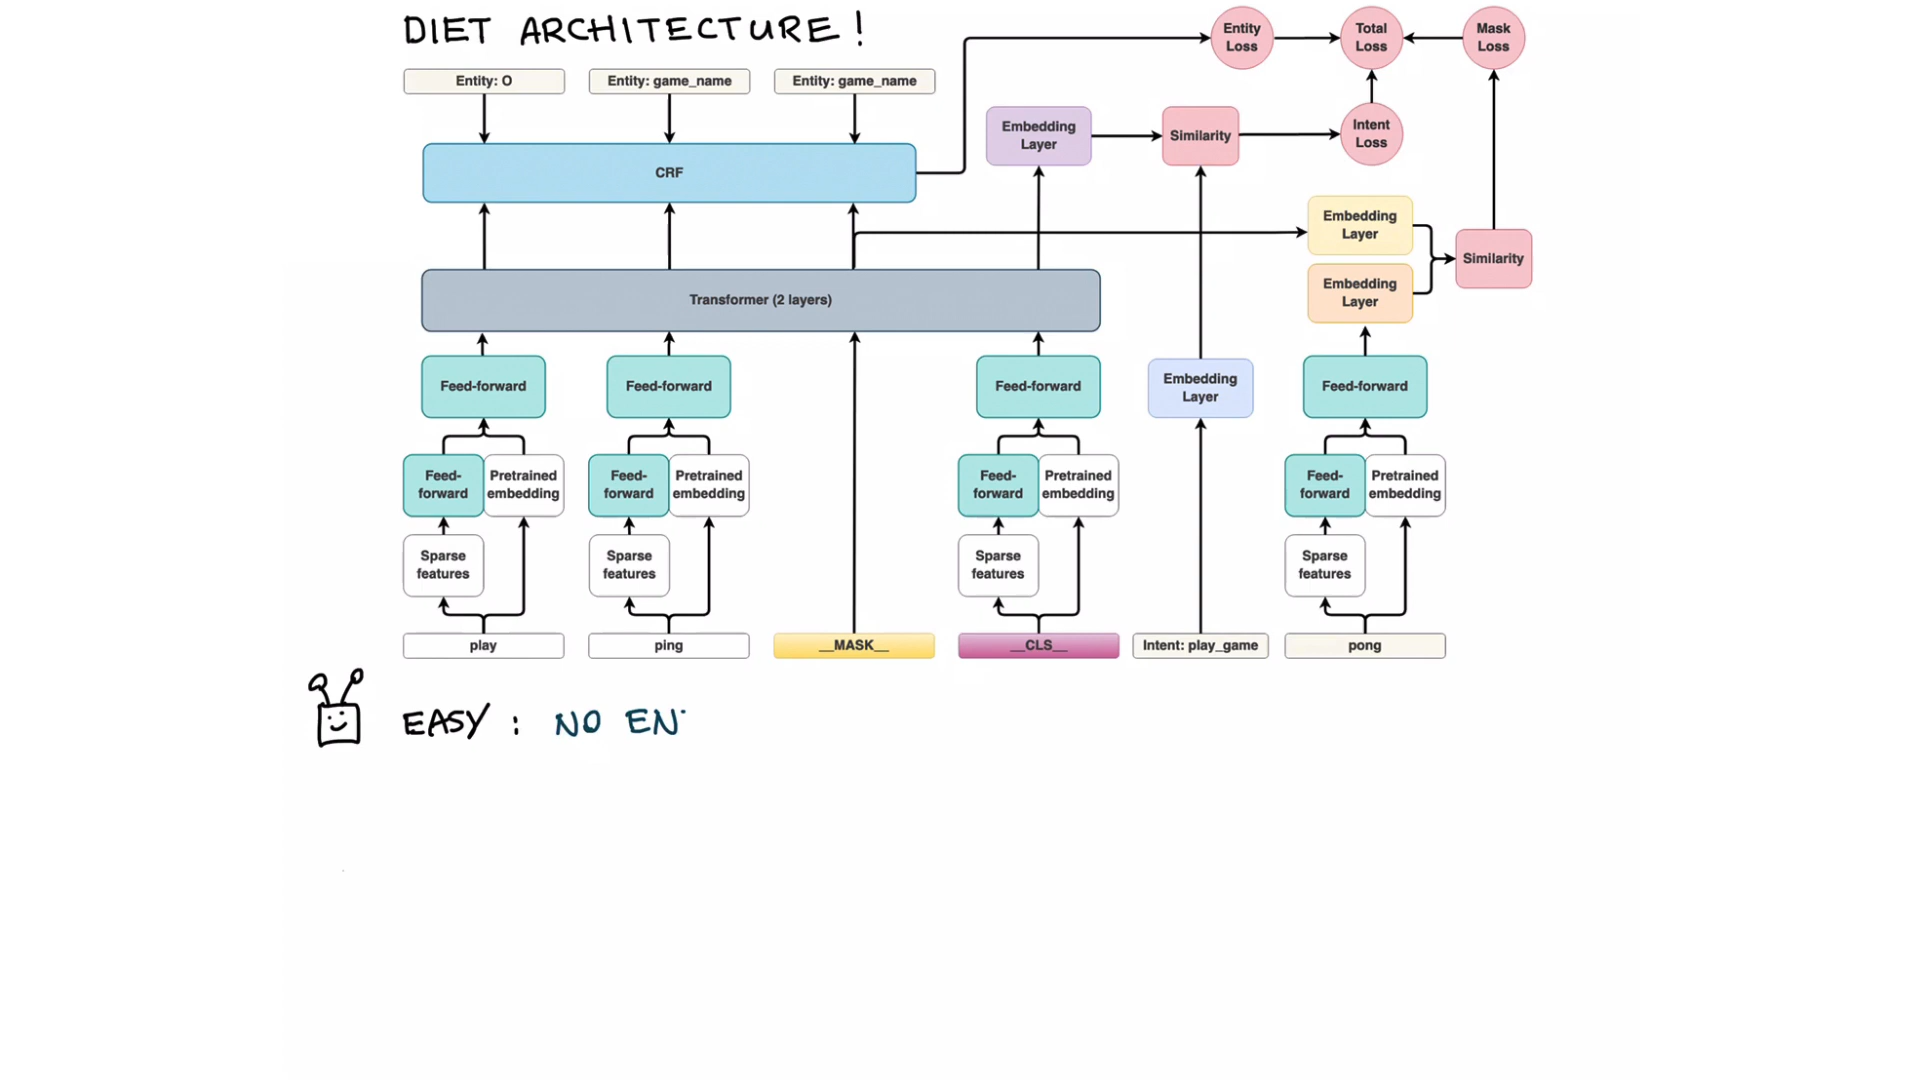 DIET ARCHITECTURE!
Entity Loss
Total Loss
Mask Loss
Entity: O
Entity: game_name
Entity: game_name
Embedding Layer
Similarity
Intent Loss
CRF
Embedding Layer
Similarity
Embedding Layer
Transformer (2 layers)
Feed-forward
Feed-forward
Feed-forward
Embedding Layer
Feed-forward
Feed-forward
Pretrained embedding
Feed-forward
Pretrained embedding
Feed-forward
Pretrained embedding
Feed-forward
Pretrained embedding
Sparse features
Sparse features
Sparse features
Sparse features
play
ping
__MASK__
__CLS__
Intent: play_game
pong
EASY: NO EN